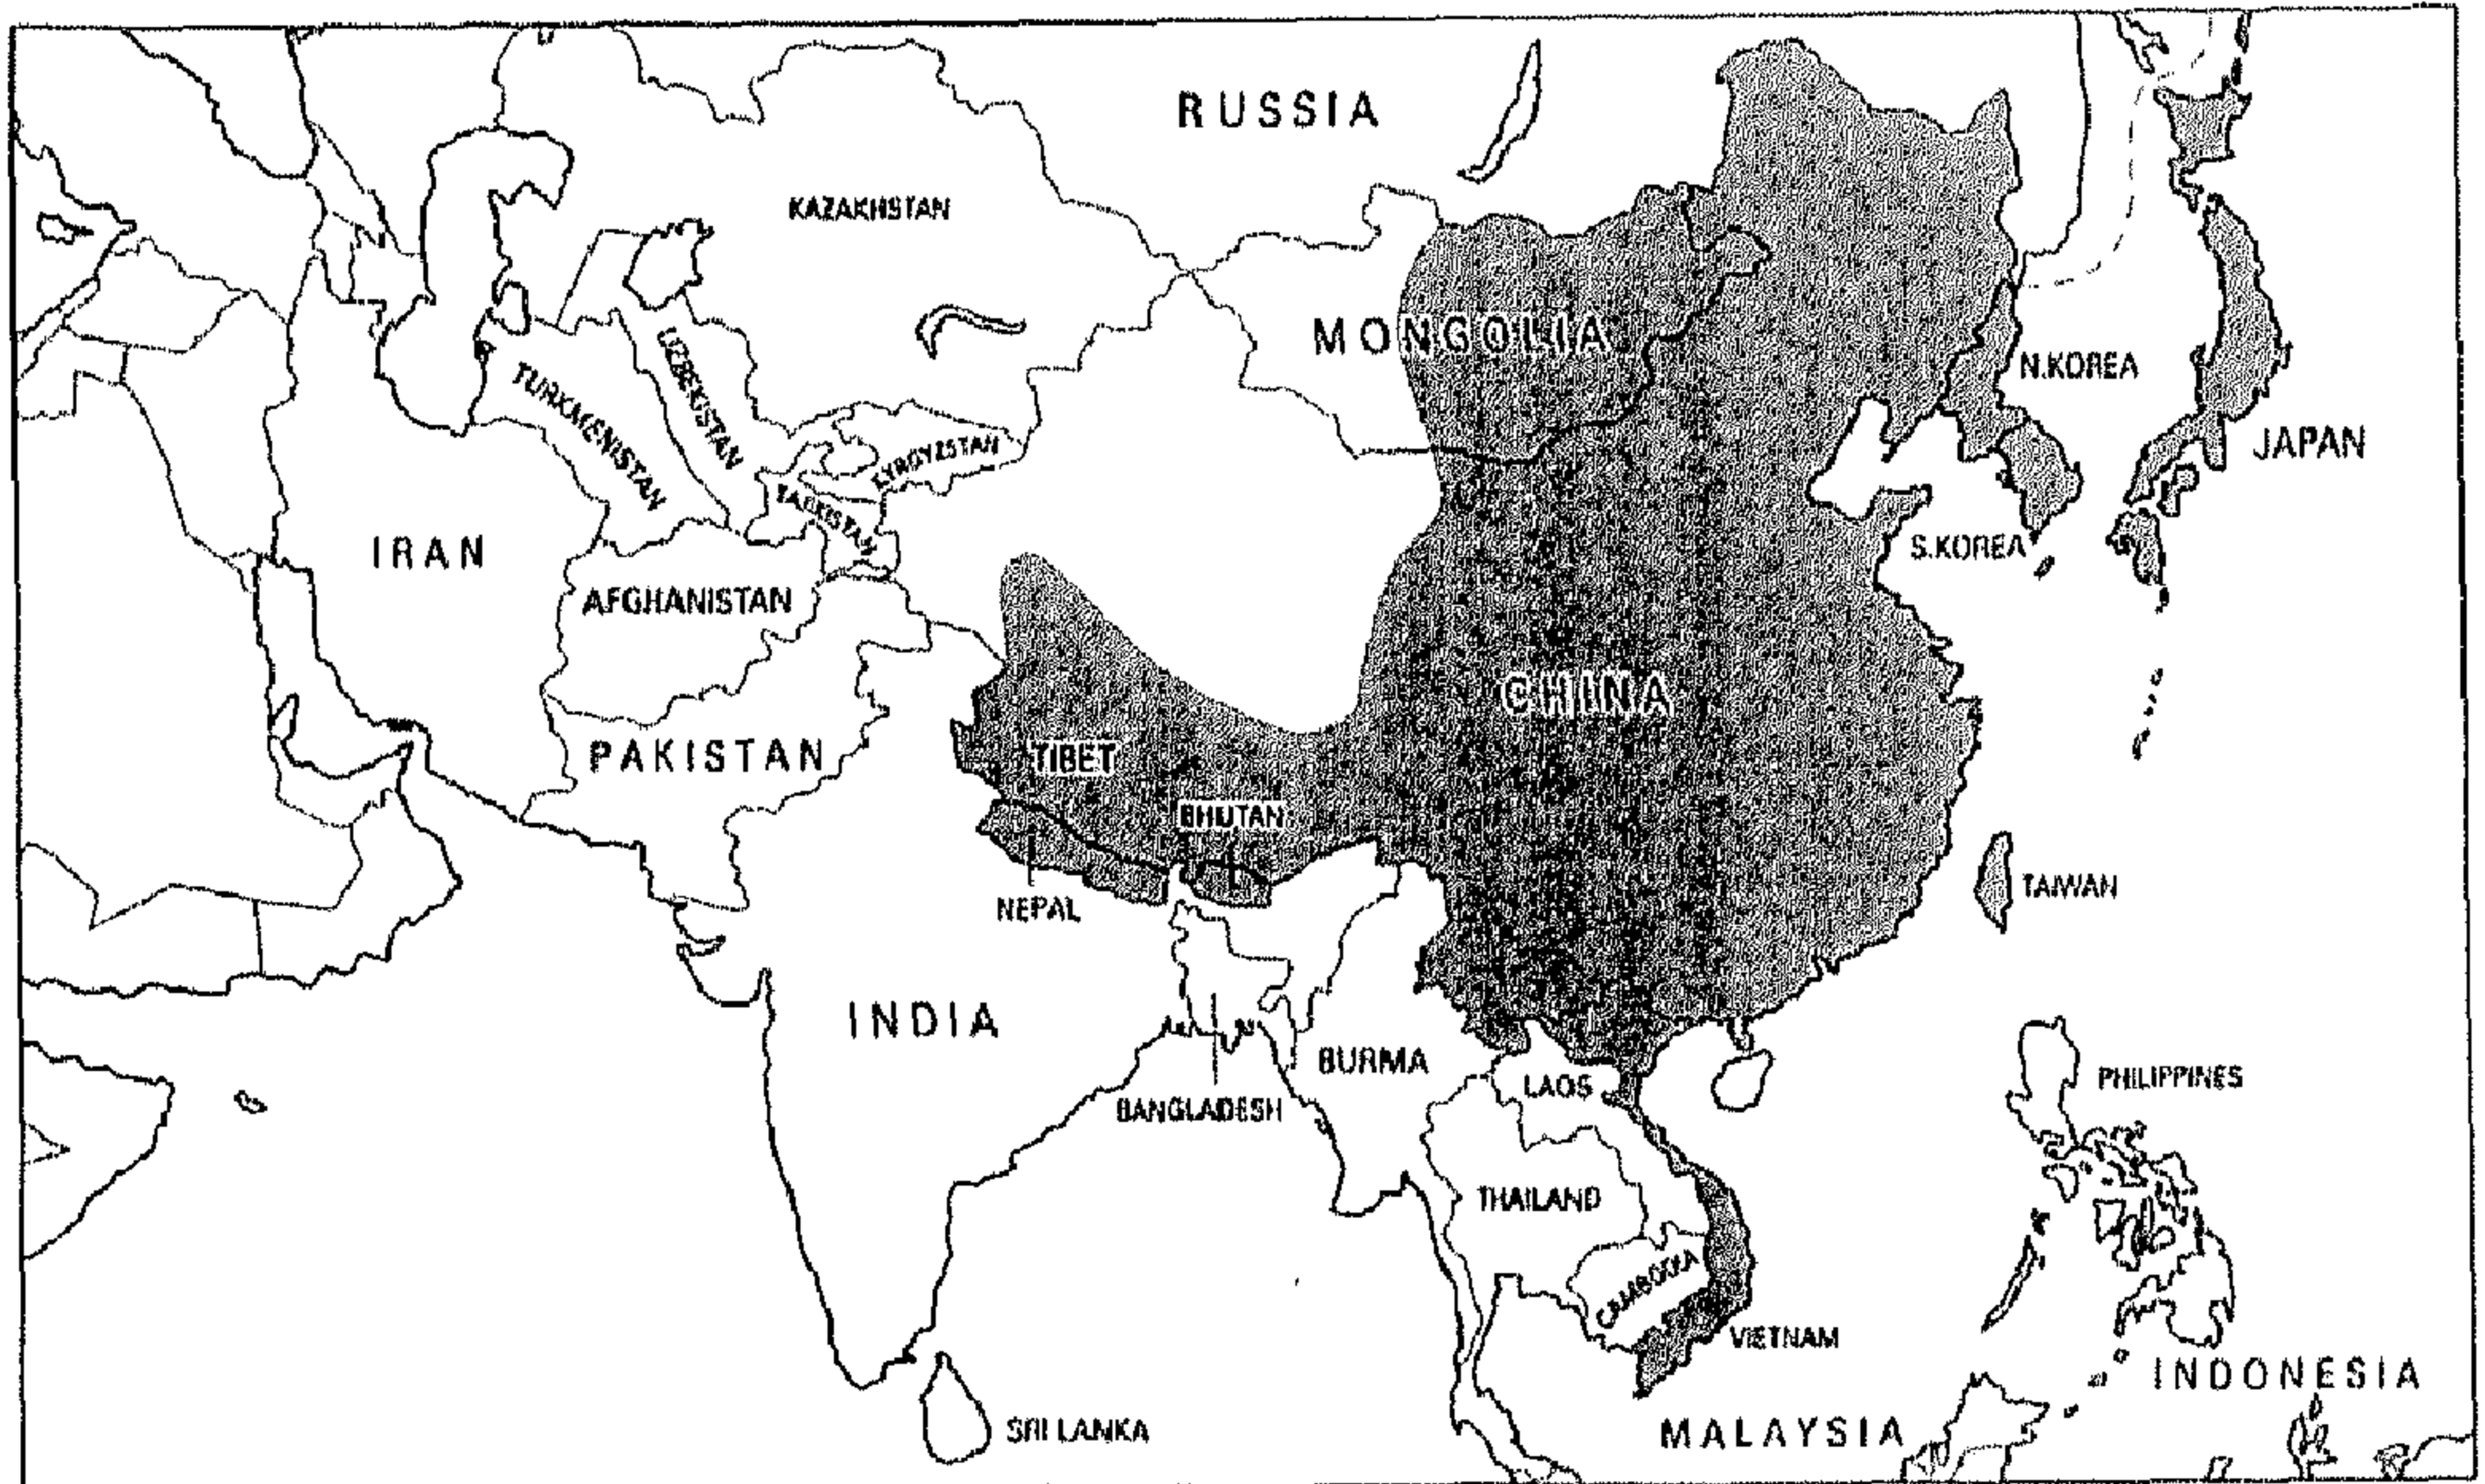 RUSSIA
KAZAKHSTAN
MONGOLIA
UZBEKISTAN
TURKMENISTAN
N.KOREA
JAPAN
KYRGYZSTAN
TAJIKISTAN
S.KOREA
IRAN
AFGHANISTAN
CHINA
PAKISTAN
TIBET
BHUTAN
TAIWAN
NEPAL
INDIA
BURMA
PHILIPPINES
LAOS
BANGLADESH
THAILAND
CAMBODIA
VIETNAM
INDONESIA
SRI LANKA
MALAYSIA